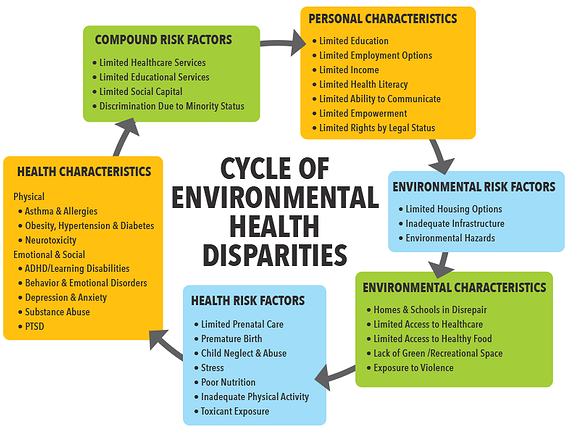 COMPOUND RISK FACTORS
• Limited Healthcare Services
• Limited Educational Services
• Limited Social Capital
• Discrimination Due to Minority Status
PERSONAL CHARACTERISTICS
• Limited Education
• Limited Employment Options
• Limited Income
• Limited Health Literacy
• Limited Ability to Communicate
• Limited Empowerment
• Limited Rights by Legal Status
CYCLE OF
ENVIRONMENTAL
HEALTH
DISPARITIES
ENVIRONMENTAL RISK FACTORS
• Limited Housing Options
• Inadequate Infrastructure
• Environmental Hazards
ENVIRONMENTAL CHARACTERISTICS
• Homes & Schools in Disrepair
• Limited Access to Healthcare
• Limited Access to Healthy Food
• Lack of Green /Recreational Space
• Exposure to Violence
HEALTH RISK FACTORS
• Limited Prenatal Care
• Premature Birth
• Child Neglect & Abuse
• Stress
• Poor Nutrition
• Inadequate Physical Activity
• Toxicant Exposure
HEALTH CHARACTERISTICS
Physical
• Asthma & Allergies
• Obesity, Hypertension & Diabetes
• Neurotoxicity
Emotional & Social
• ADHD/Learning Disabilities
• Behavior & Emotional Disorders
• Depression & Anxiety
• Substance Abuse
• PTSD